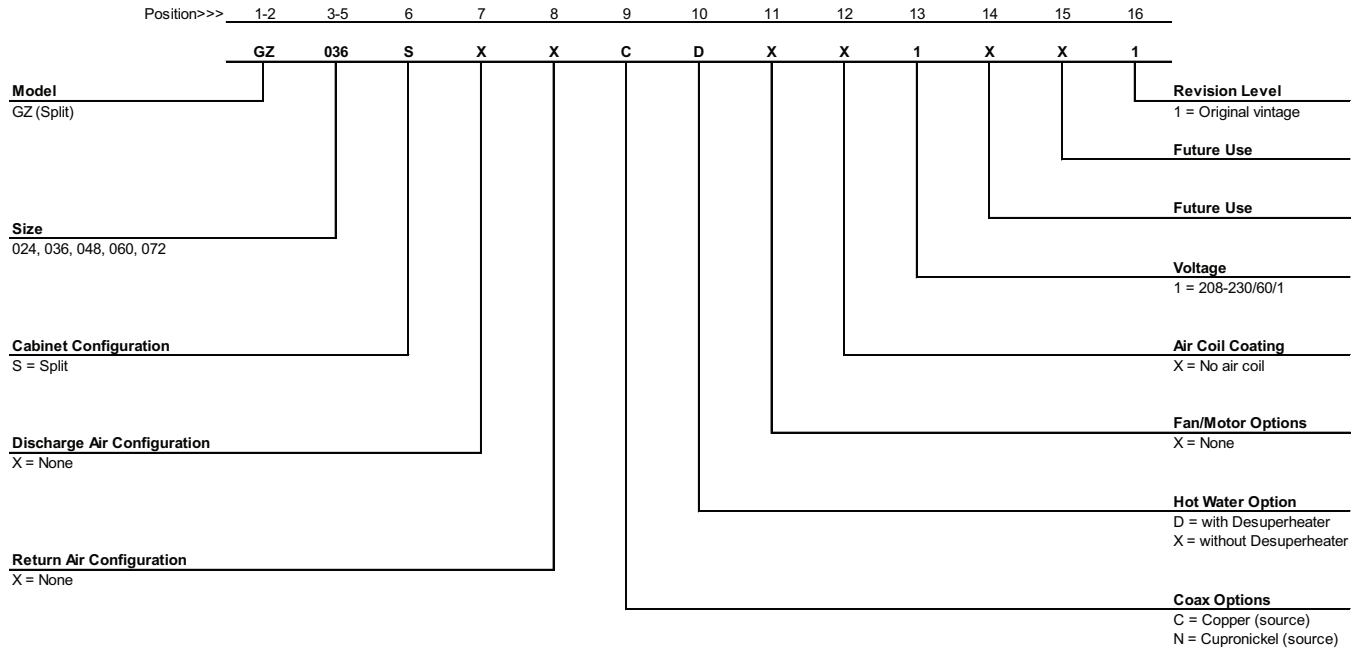 Position>>> 1-2 3-5 6 7 8 9 10 11 12 13 14 15 16
GZ 036 S X X C D X X 1 X X 1
Model
GZ (Split)
Size
024, 036, 048, 060, 072
Cabinet Configuration
S = Split
Discharge Air Configuration
X = None
Return Air Configuration
X = None
Revision Level
1 = Original vintage
Future Use
Future Use
Voltage
1 = 208-230/60/1
Air Coil Coating
X = No air coil
Fan/Motor Options
X = None
Hot Water Option
D = with Desuperheater
X = without Desuperheater
Coax Options
C = Copper (source)
N = Cupronickel (source)